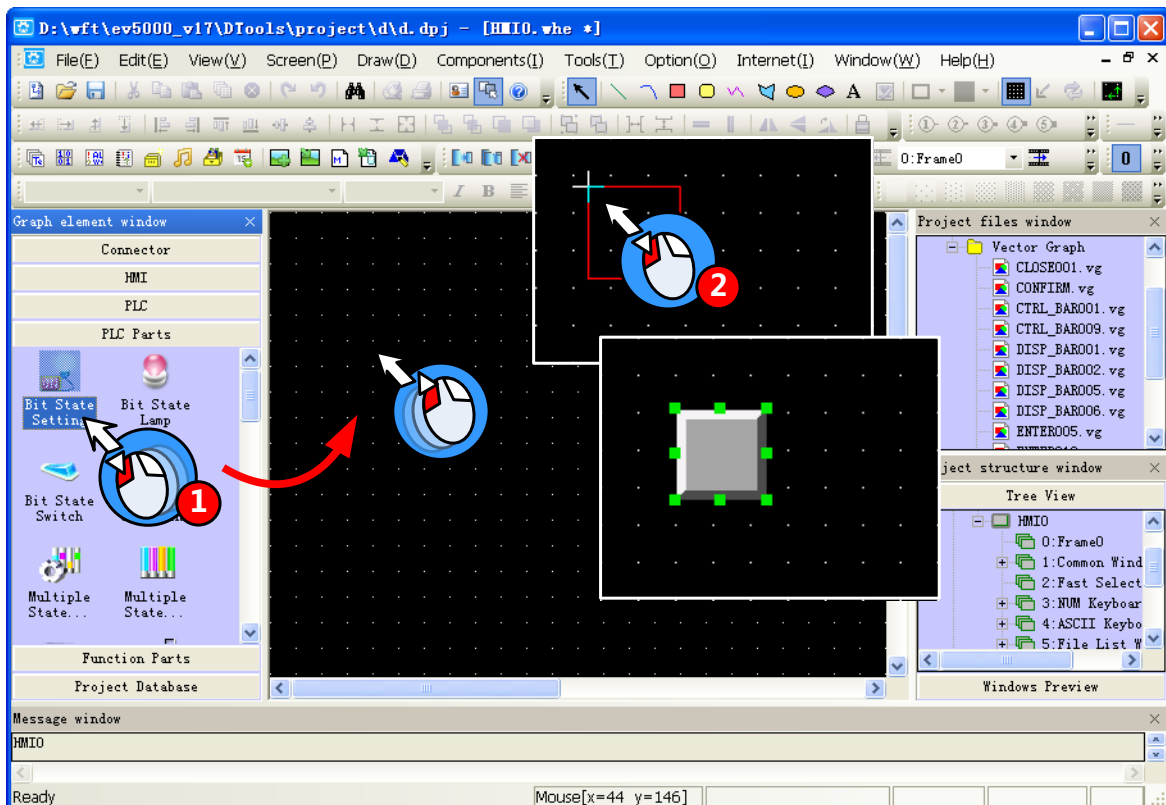 D:\wft\ev5000_v17\DTools\project\d\d.dpj - [HMI0.whe *]
File(F) Edit(E) View(V) Screen(P) Draw(D) Components(I) Tools(T) Option(O) Internet(I) Window(W) Help(H)
A
1 2 3 4 5
0:Frame0
0
I B
Graph element window
Project files window
Connector
HMI
PLC
PLC Parts
Bit State
Setting
Bit State
Lamp
Bit State
Switch
Multiple
State...
Multiple
State...
Function Parts
Project Database
1
2
Vector Graph
CLOSE001.vg
CONFIRM.vg
CTRL_BAR001.vg
CTRL_BAR009.vg
DISP_BAR001.vg
DISP_BAR002.vg
DISP_BAR005.vg
DISP_BAR006.vg
ENTER005.vg
ject structure window
Tree View
HMI0
0:Frame0
1:Common Wind
2:Fast Select
3:NUM Keyboar
4:ASCII Keybo
5:File List W
Windows Preview
Message window
HMI0
Ready
Mouse[x=44 y=146]